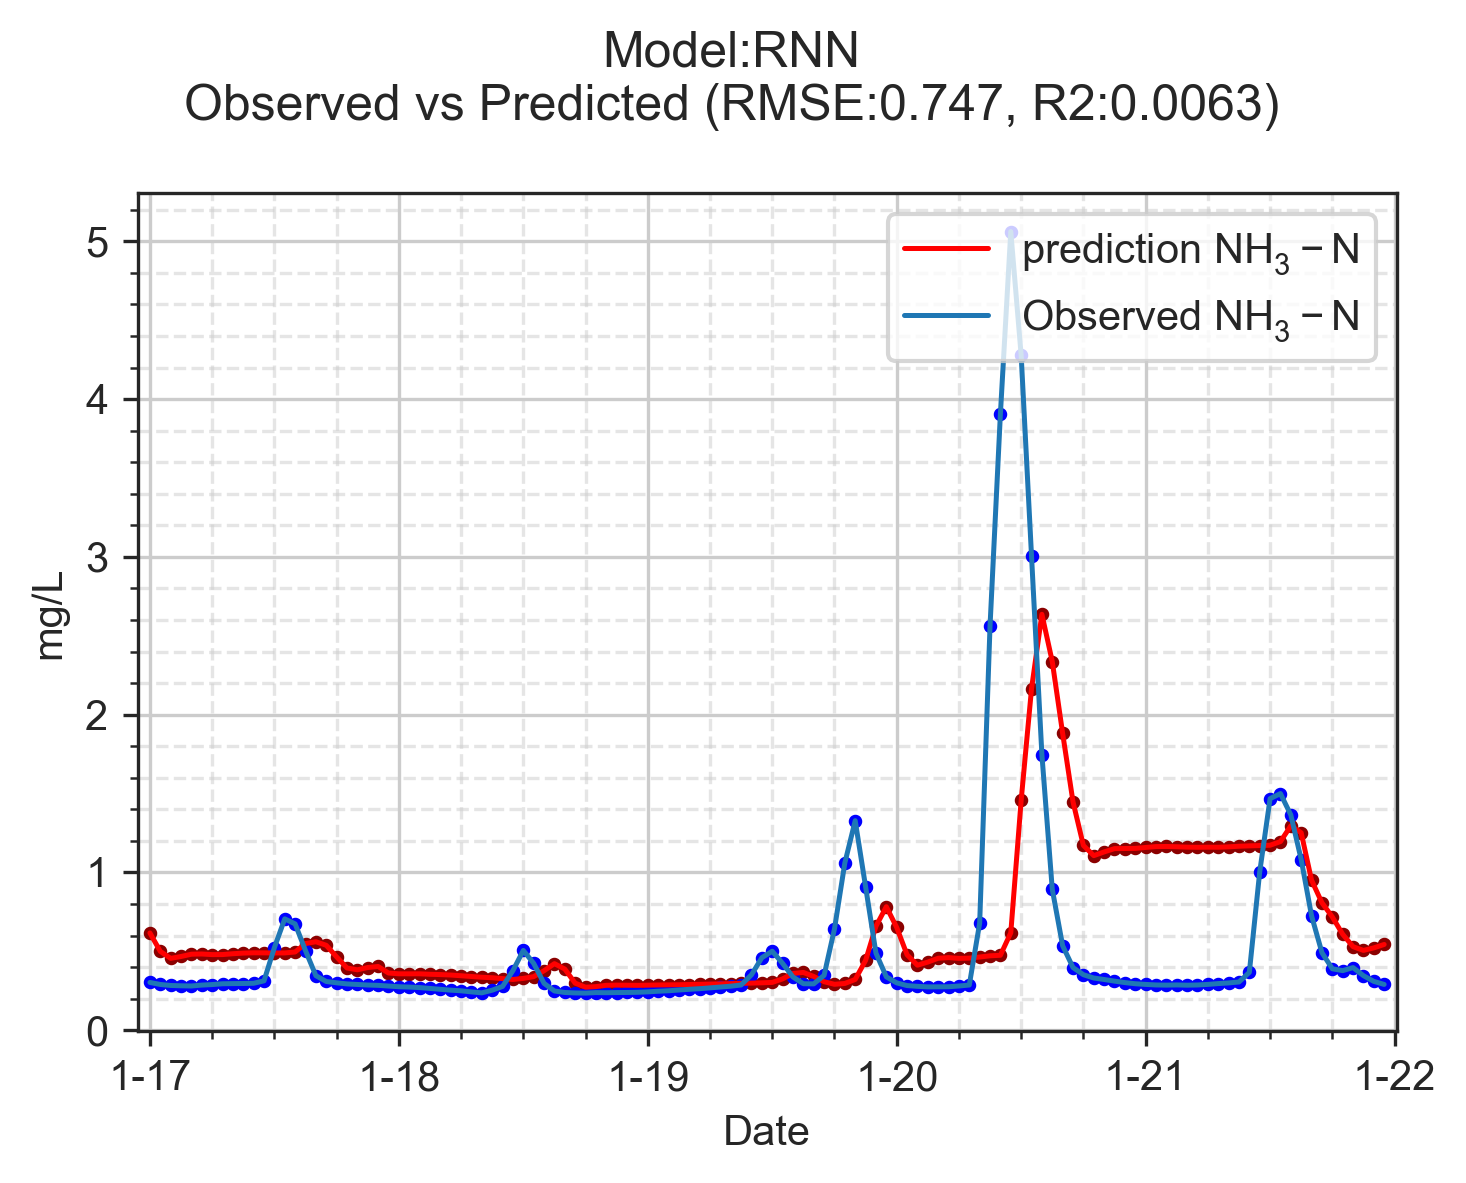 Model:RNN
Observed vs Predicted (RMSE:0.747, R2:0.0063)
prediction NH₃ − N
Observed NH₃ − N
5
4
3
2
1
0
mg/L
1-17 1-18 1-19 1-20 1-21 1-22
Date